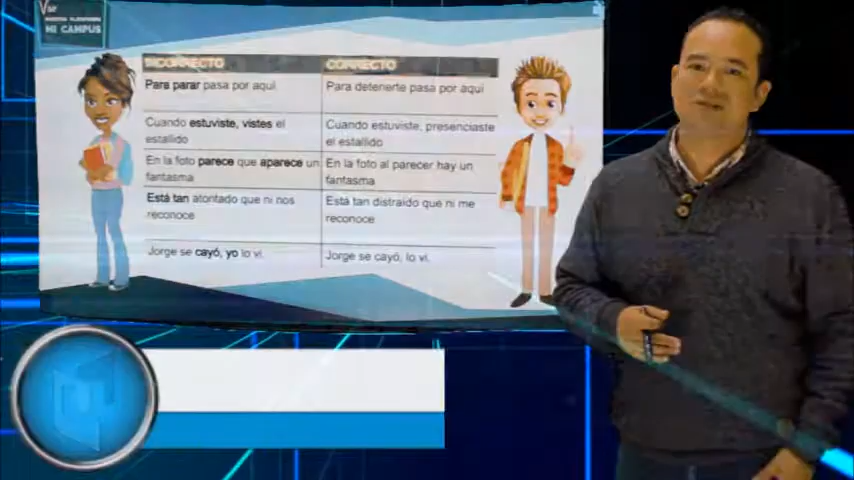 NUESTRA PLATAFORMA
MI CAMPUS
INCORRECTO
CORRECTO
Para parar pasa por aquí
Para detenerte pasa por aquí
Cuando estuviste, vistes el
estallido
Cuando estuviste, presenciaste
el estallido
En la foto parece que aparece un
fantasma
En la foto al parecer hay un
fantasma
Está tan atontado que ni nos
reconoce
Está tan distraído que ni me
reconoce
Jorge se cayó, yo lo vi.
Jorge se cayó, lo vi.